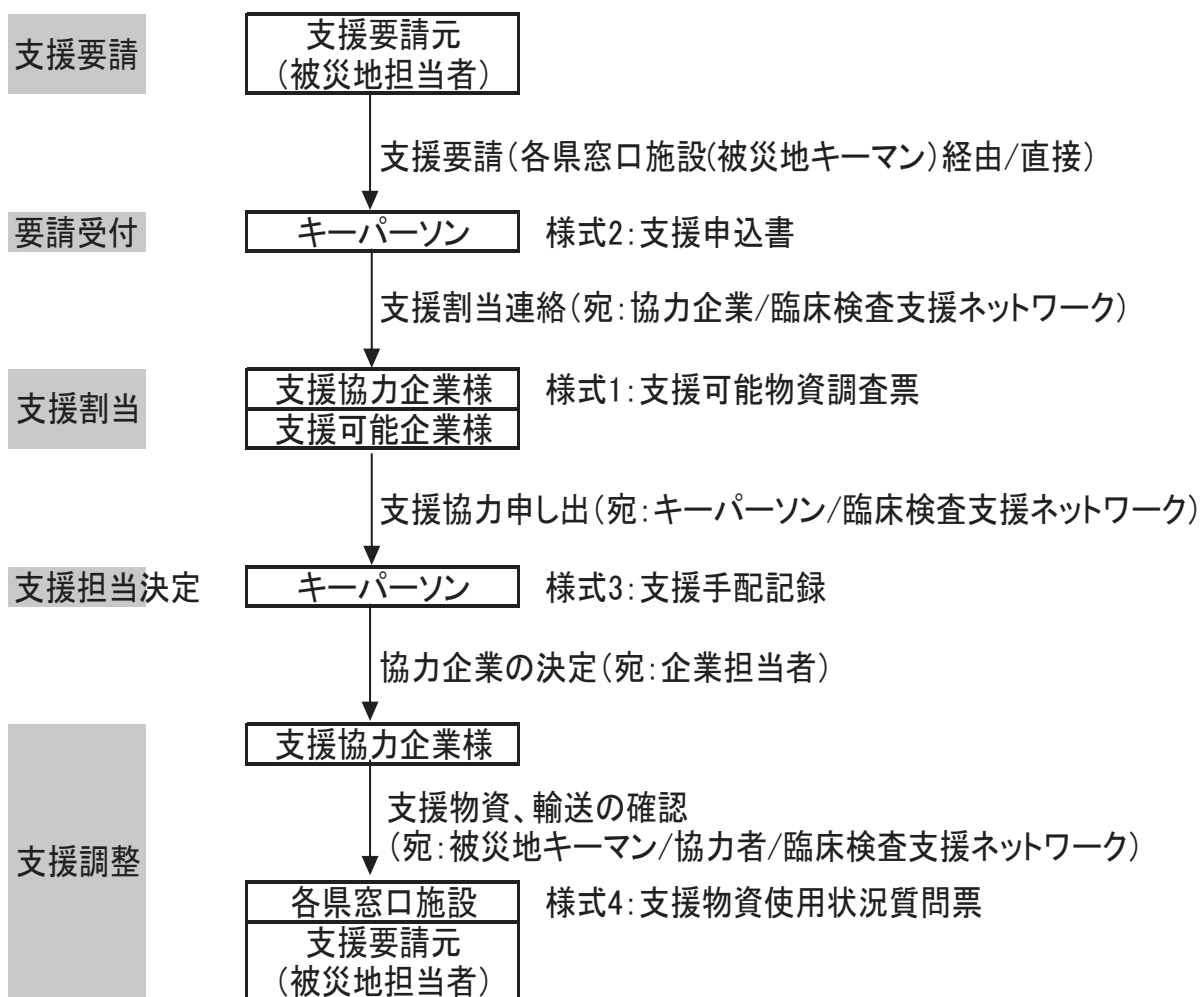 支援要請
支援要請元
（被災地担当者）
支援要請（各県窓口施設(被災地キーマン）経由/直接）
要請受付
キーパーソン
様式2：支援申込書
支援割当連絡（宛：協力企業/臨床検査支援ネットワーク）
支援割当
支援協力企業様
様式1：支援可能物資調査票
支援可能企業様
支援協力申し出（宛：キーパーソン/臨床検査支援ネットワーク）
支援担当決定
キーパーソン
様式3：支援手配記録
協力企業の決定（宛：企業担当者）
支援協力企業様
支援物資、輸送の確認
（宛：被災地キーマン/協力者/臨床検査支援ネットワーク）
支援調整
各県窓口施設
様式4：支援物資使用状況質問票
支援要請元
（被災地担当者）